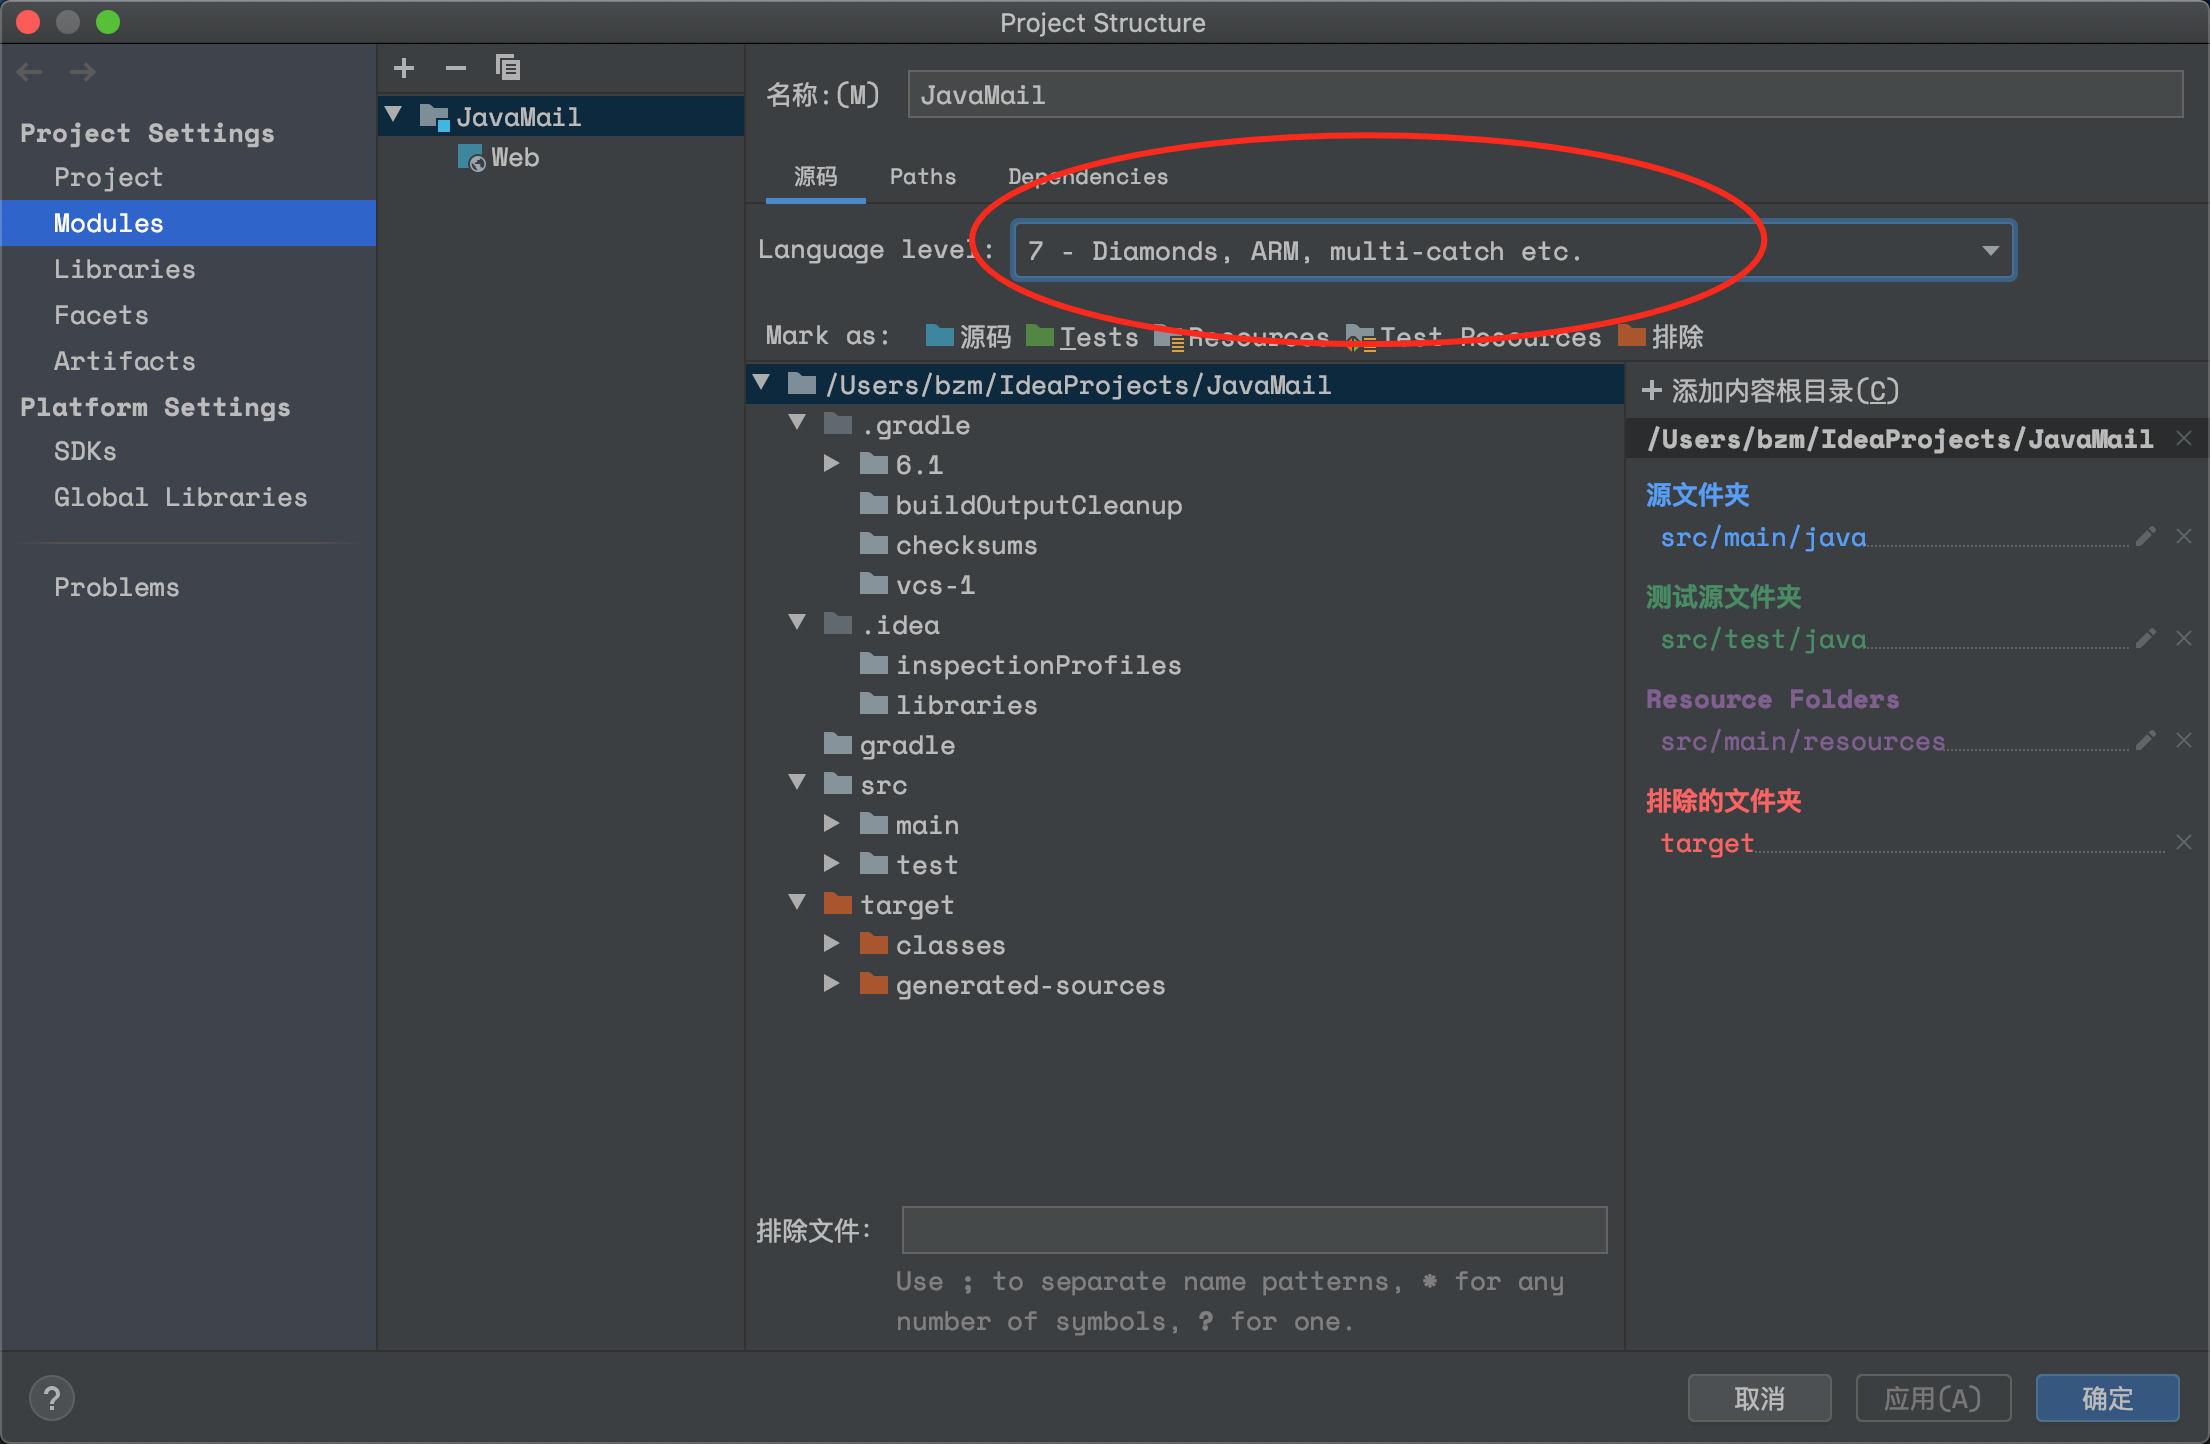 Project Structure
Project Settings
Project
Modules
Libraries
Facets
Artifacts
Platform Settings
SDKs
Global Libraries
Problems
JavaMail
Web
名称:(M) JavaMail
源码 Paths Dependencies
Language level: 7 - Diamonds, ARM, multi-catch etc.
Mark as: 源码 Tests Resources Test Resources 排除
/Users/bzm/IdeaProjects/JavaMail
.gradle
6.1
buildOutputCleanup
checksums
vcs-1
.idea
inspectionProfiles
libraries
gradle
src
main
test
target
classes
generated-sources
+ 添加内容根目录(C)
/Users/bzm/IdeaProjects/JavaMail
源文件夹
src/main/java
测试源文件夹
src/test/java
Resource Folders
src/main/resources
排除的文件夹
target
排除文件:
Use ; to separate name patterns, * for any
number of symbols, ? for one.
?
取消 应用(A) 确定